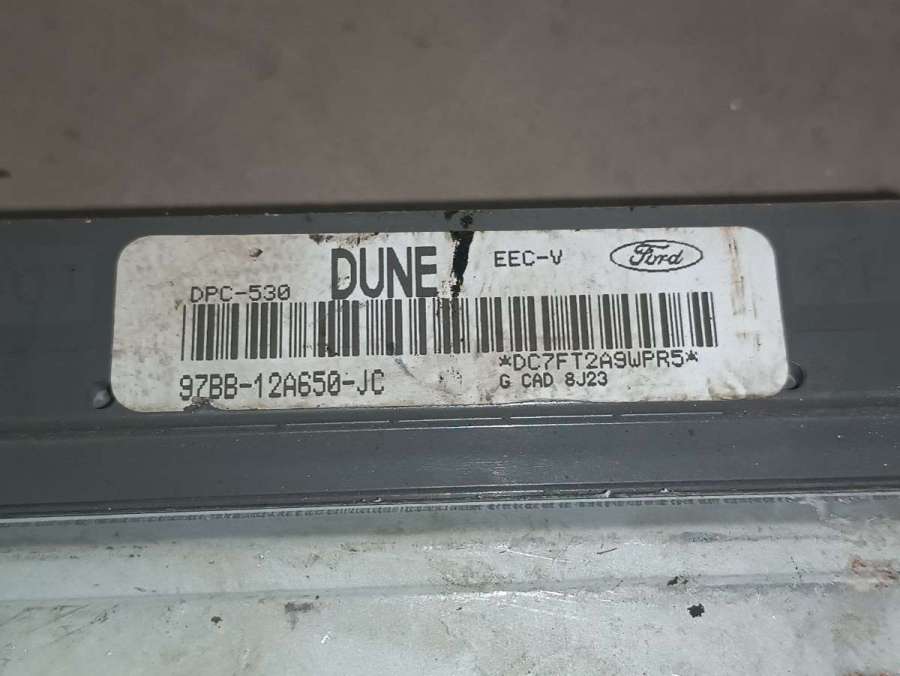 DPC-530 DUNE EEC-V Ford
*DC7FT2A9WPR5*
97BB-12A650-JC G CAD 8J23